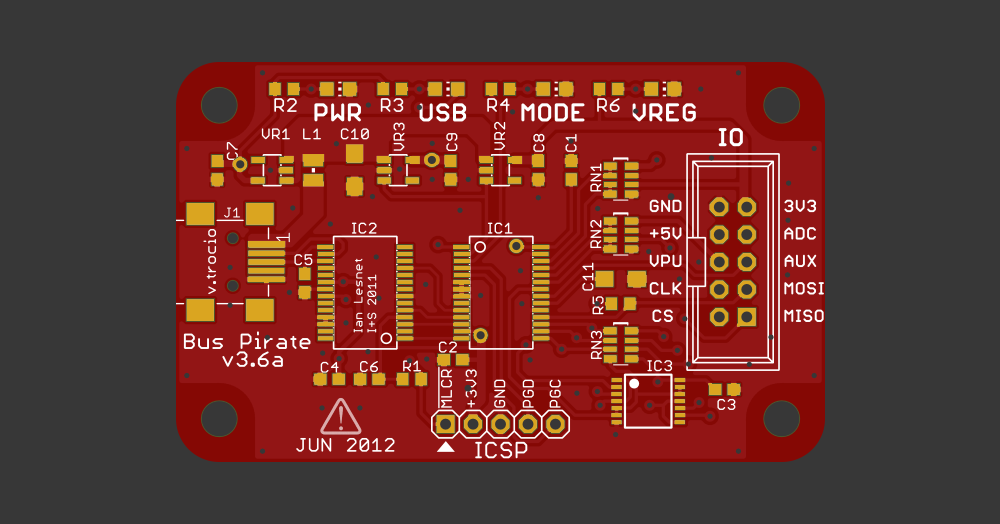 R2 R3 R4 R6
PWR USB MODE VREG
VR1 L1 C10 VR3 C9 VR2 C8 C1
IO
C7
RN1
J1
GND 3V3
+5V ADC
VPU AUX
CLK MOSI
CS MISO
RN2
C11
R5
RN3
v.trocio
1
C5
IC2 IC1
Ian Lesnet
I+S 2011
Bus Pirate
v3.6a
C2
C4 C6 R1
IC3
C3
MLCR +3V3 GND PGD PGC
JUN 2012
ICSP